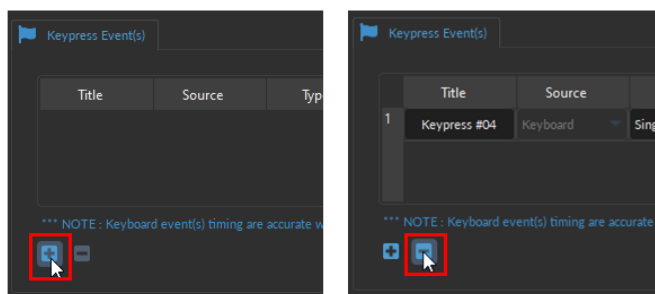 Keypress Event(s)
Title Source Typ
*** NOTE : Keyboard event(s) timing are accurate w
Keypress Event(s)
Title Source
1 Keypress #04 Keyboard Sing
*** NOTE : Keyboard event(s) timing are accurate